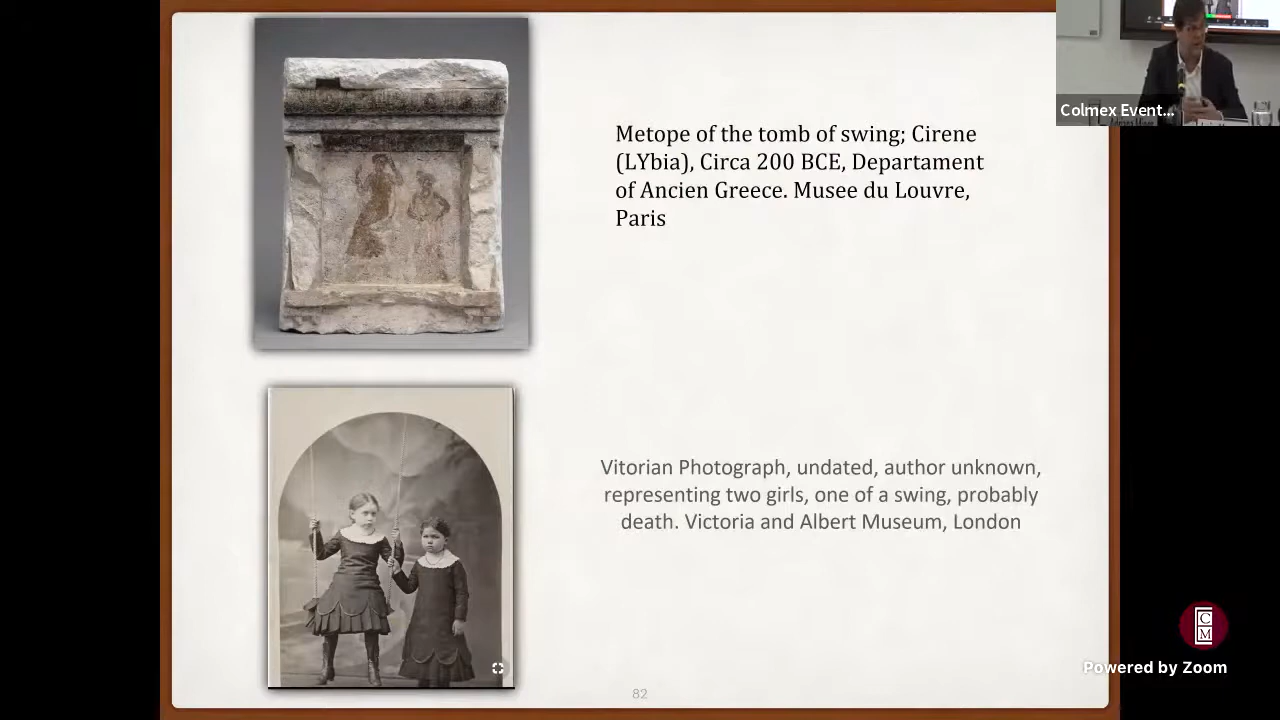 Colmex Event...
Metope of the tomb of swing; Cirene
(LYbia), Circa 200 BCE, Departament
of Ancien Greece. Musee du Louvre,
Paris
Vitorian Photograph, undated, author unknown,
representing two girls, one of a swing, probably
death. Victoria and Albert Museum, London
C
M
Powered by Zoom
82